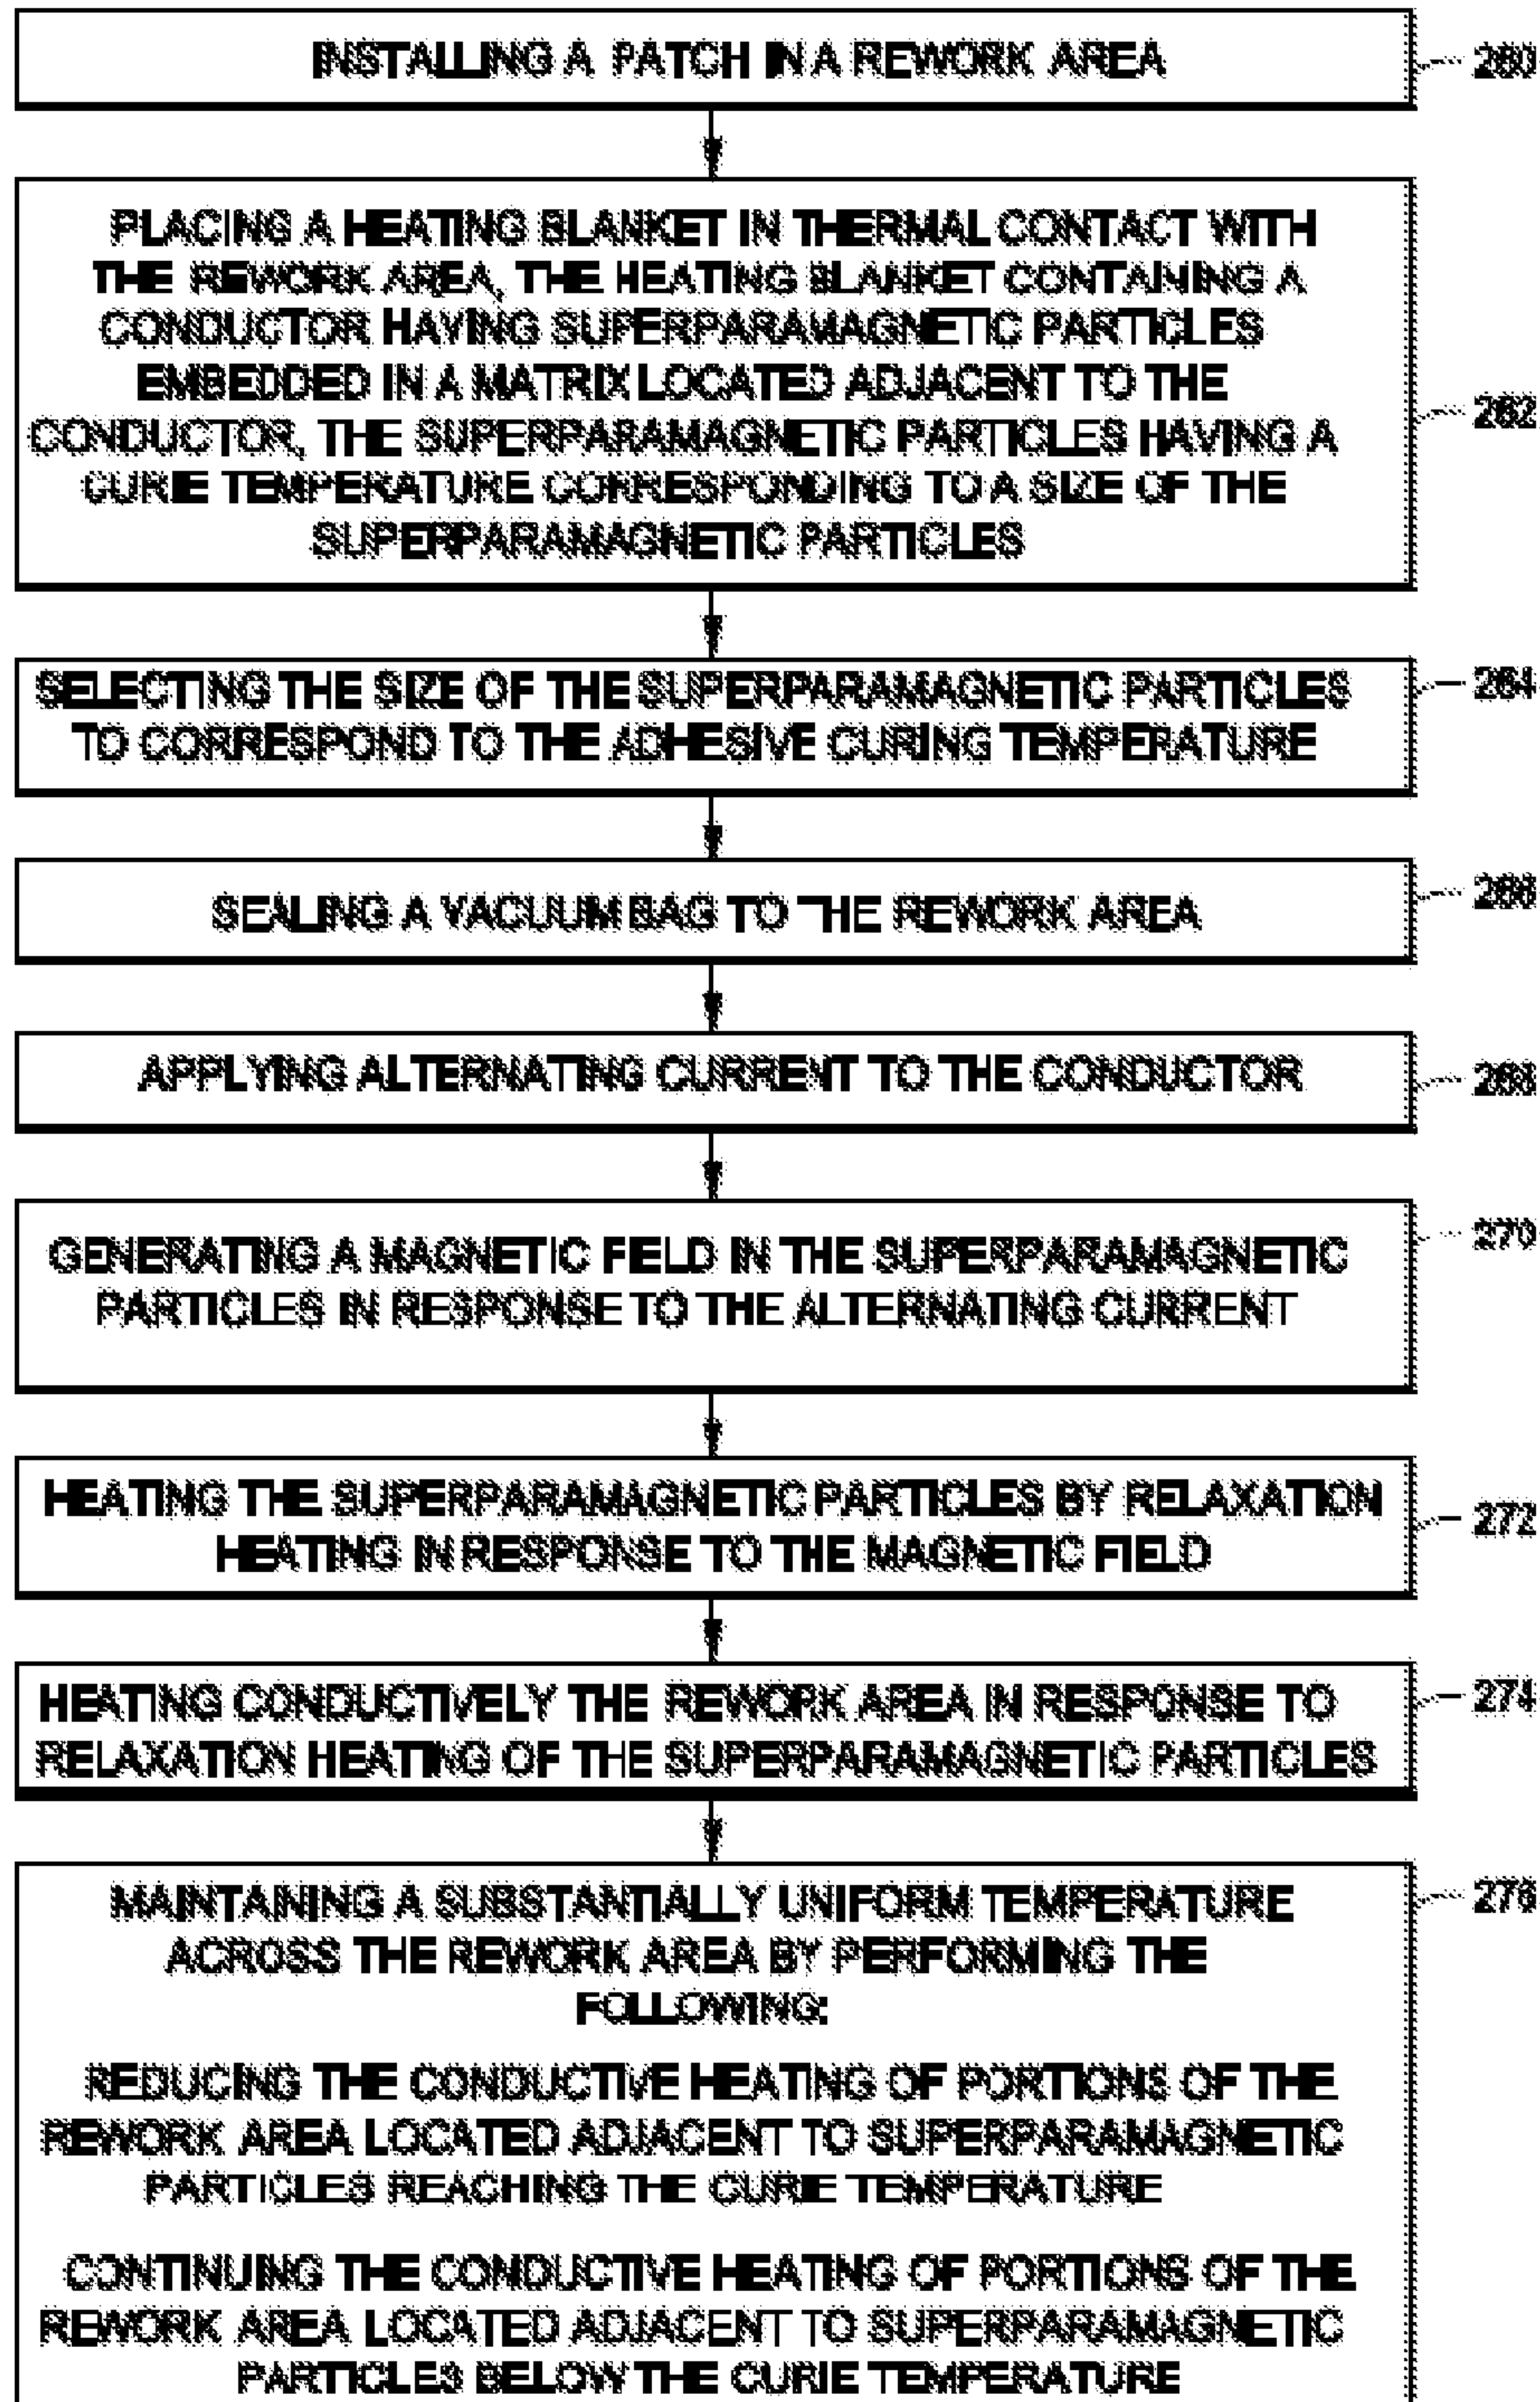 INSTALLING A PATCH IN A REWORK AREA
260
PLACING A HEATING BLANKET IN THERMAL CONTACT WITH
THE REWORK AREA, THE HEATING BLANKET CONTAINING A
CONDUCTOR HAVING SUPERPARAMAGNETIC PARTICLES
EMBEDDED IN A MATRIX LOCATED ADJACENT TO THE
CONDUCTOR, THE SUPERPARAMAGNETIC PARTICLES HAVING A
CURIE TEMPERATURE CORRESPONDING TO A SIZE OF THE
SUPERPARAMAGNETIC PARTICLES
262
SELECTING THE SIZE OF THE SUPERPARAMAGNETIC PARTICLES
TO CORRESPOND TO THE ADHESIVE CURING TEMPERATURE
264
SEALING A VACUUM BAG TO THE REWORK AREA
APPLYING ALTERNATING CURRENT TO THE CONDUCTOR
268
GENERATING A MAGNETIC FIELD IN THE SUPERPARAMAGNETIC
PARTICLES IN RESPONSE TO THE ALTERNATING CURRENT
270
HEATING THE SUPERPARAMAGNETIC PARTICLES BY RELAXATION
HEATING IN RESPONSE TO THE MAGNETIC FIELD
272
HEATING CONDUCTIVELY THE REWORK AREA IN RESPONSE TO
RELAXATION HEATING OF THE SUPERPARAMAGNETIC PARTICLES
274
MAINTAINING A SUBSTANTIALLY UNIFORM TEMPERATURE
ACROSS THE REWORK AREA BY PERFORMING THE
FOLLOWING:
REDUCING THE CONDUCTIVE HEATING OF PORTIONS OF THE
REWORK AREA LOCATED ADJACENT TO SUPERPARAMAGNETIC
PARTICLES REACHING THE CURIE TEMPERATURE
CONTINUING THE CONDUCTIVE HEATING OF PORTIONS OF THE
REWORK AREA LOCATED ADJACENT TO SUPERPARAMAGNETIC
PARTICLES BELOW THE CURIE TEMPERATURE